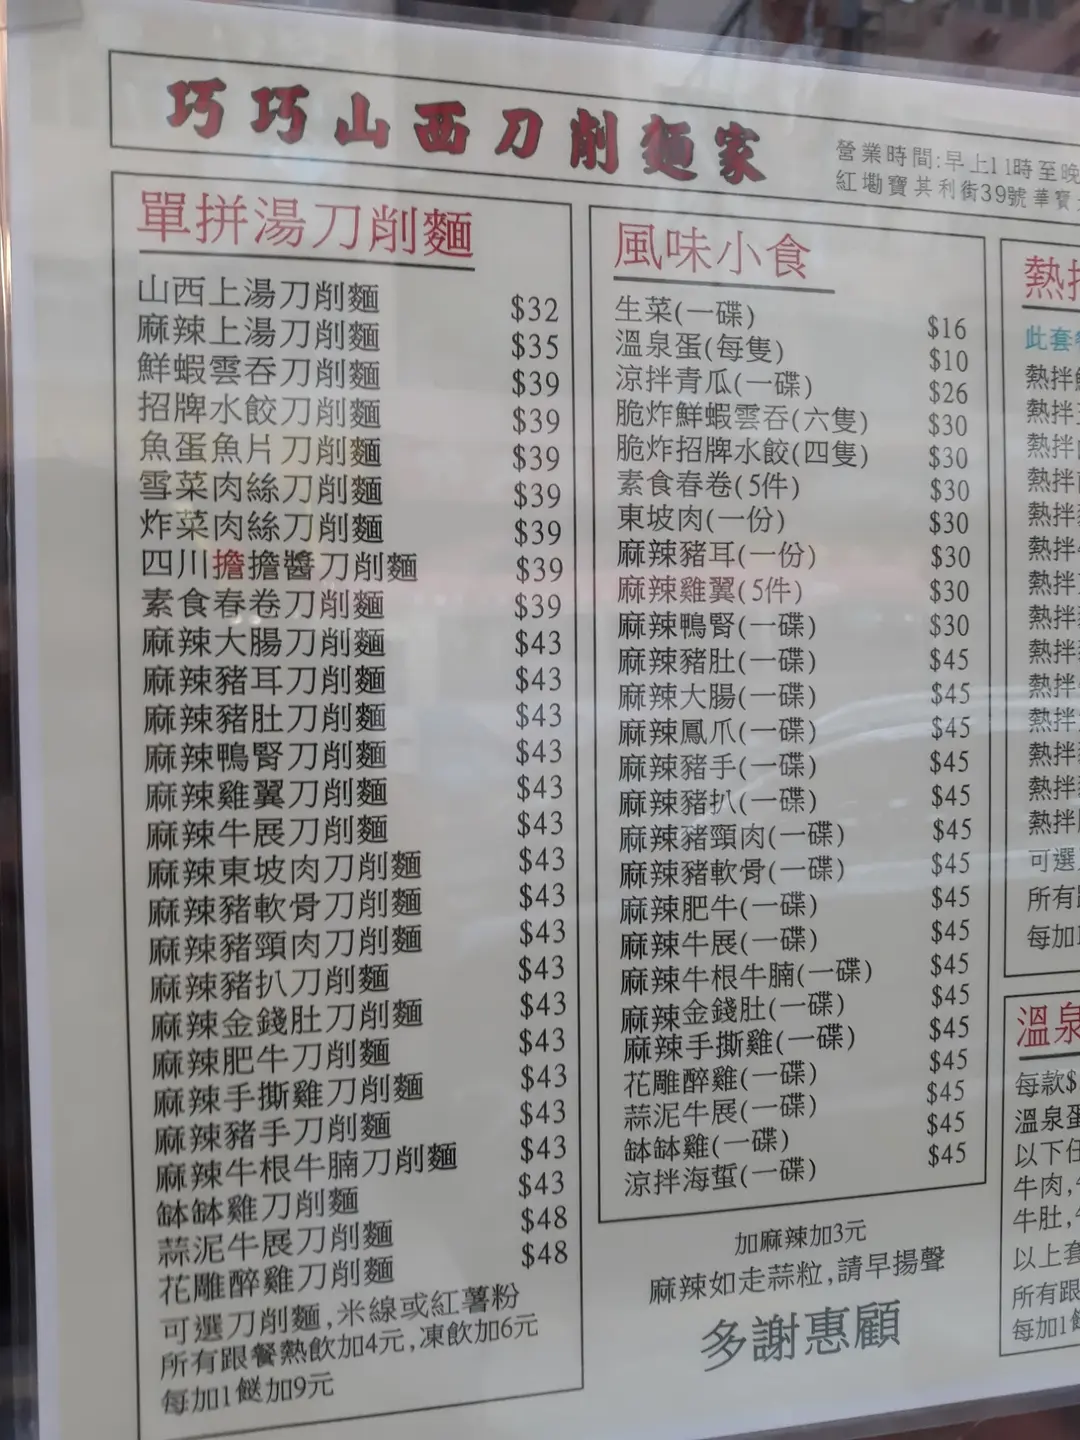 巧巧山西刀削麵家
營業時間:早上11時至晚
紅磡寶其利街39號華寶
單拼湯刀削麵
山西上湯刀削麵 $32
麻辣上湯刀削麵 $35
鮮蝦雲吞刀削麵 $39
招牌水餃刀削麵 $39
魚蛋魚片刀削麵 $39
雪菜肉絲刀削麵 $39
炸菜肉絲刀削麵 $39
四川擔擔醬刀削麵 $39
素食春卷刀削麵 $39
麻辣大腸刀削麵 $43
麻辣豬耳刀削麵 $43
麻辣豬肚刀削麵 $43
麻辣鴨腎刀削麵 $43
麻辣雞翼刀削麵 $43
麻辣牛展刀削麵 $43
麻辣東坡肉刀削麵 $43
麻辣豬軟骨刀削麵 $43
麻辣豬頸肉刀削麵 $43
麻辣豬扒刀削麵 $43
麻辣金錢肚刀削麵 $43
麻辣肥牛刀削麵 $43
麻辣手撕雞刀削麵 $43
麻辣豬手刀削麵 $43
麻辣牛根牛腩刀削麵 $43
缽缽雞刀削麵 $43
蒜泥牛展刀削麵 $48
花雕醉雞刀削麵 $48
可選刀削麵,米線或紅薯粉
所有跟餐熱飲加4元,凍飲加6元
每加1餸加9元
風味小食
生菜(一碟) $16
溫泉蛋(每隻) $10
涼拌青瓜(一碟) $26
脆炸鮮蝦雲吞(六隻) $30
脆炸招牌水餃(四隻) $30
素食春卷(5件) $30
東坡肉(一份) $30
麻辣豬耳(一份) $30
麻辣雞翼(5件) $30
麻辣鴨腎(一碟) $30
麻辣豬肚(一碟) $45
麻辣大腸(一碟) $45
麻辣鳳爪(一碟) $45
麻辣豬手(一碟) $45
麻辣豬扒(一碟) $45
麻辣豬頸肉(一碟) $45
麻辣豬軟骨(一碟) $45
麻辣肥牛(一碟) $45
麻辣牛展(一碟) $45
麻辣牛根牛腩(一碟) $45
麻辣金錢肚(一碟) $45
麻辣手撕雞(一碟) $45
花雕醉雞(一碟) $45
蒜泥牛展(一碟) $45
缽缽雞(一碟) $45
涼拌海蜇(一碟) $45
加麻辣加3元
麻辣如走蒜粒,請早揚聲
多謝惠顧
熱拌
此套
熱拌
熱拌
熱拌
熱拌
熱拌
熱拌
熱拌
熱拌
熱拌
熱拌
熱拌
熱拌
熱拌
熱拌
可選
所有
每加
溫泉
每款$
溫泉蛋
以下任
牛肉,
牛肚,
以上套
所有跟
每加1餸